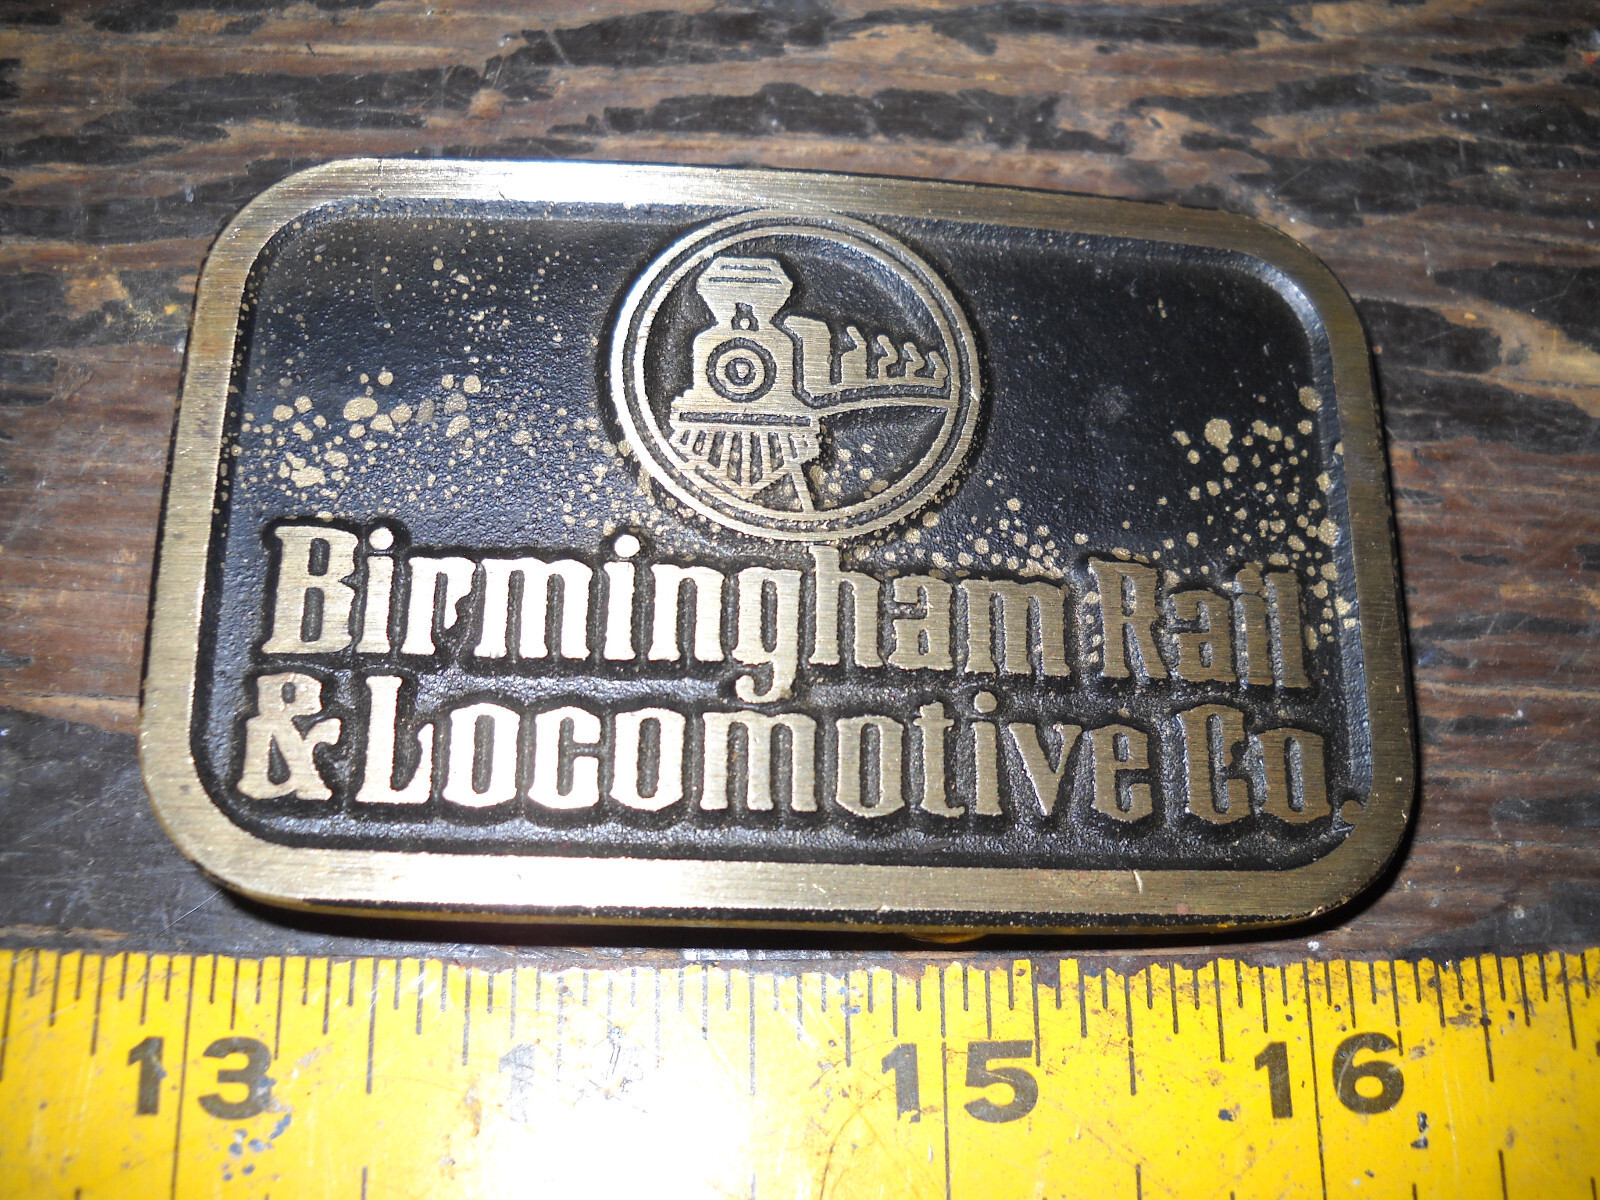 Birmingham Rail
& Locomotive Co
13 15 16